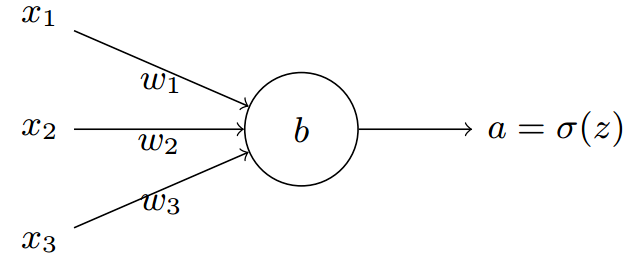 x₁
w₁
x₂
w₂
b
a = σ(z)
w₃
x₃